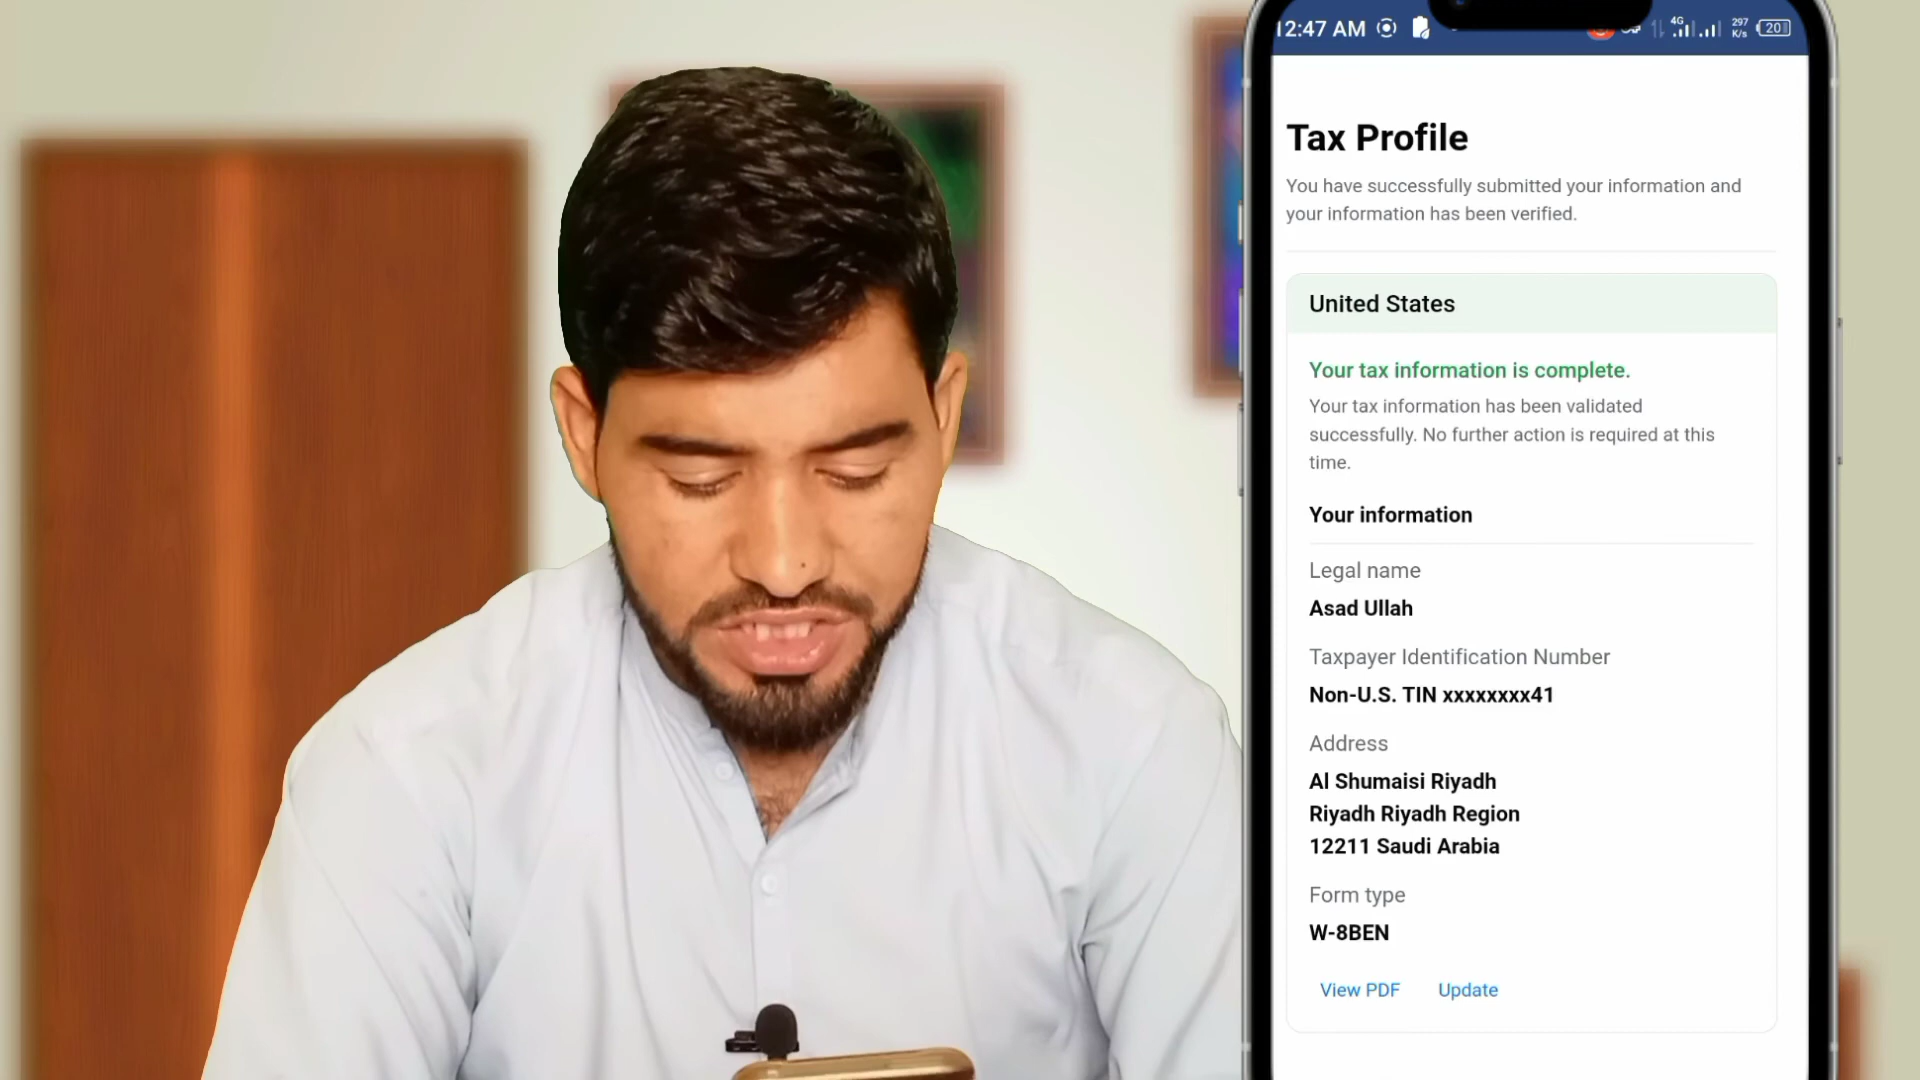 12:47 AM 4G 297 K/s 20
Tax Profile
You have successfully submitted your information and
your information has been verified.
United States
Your tax information is complete.
Your tax information has been validated
successfully. No further action is required at this
time.
Your information
Legal name
Asad Ullah
Taxpayer Identification Number
Non-U.S. TIN xxxxxxxx41
Address
Al Shumaisi Riyadh
Riyadh Riyadh Region
12211 Saudi Arabia
Form type
W-8BEN
View PDF Update